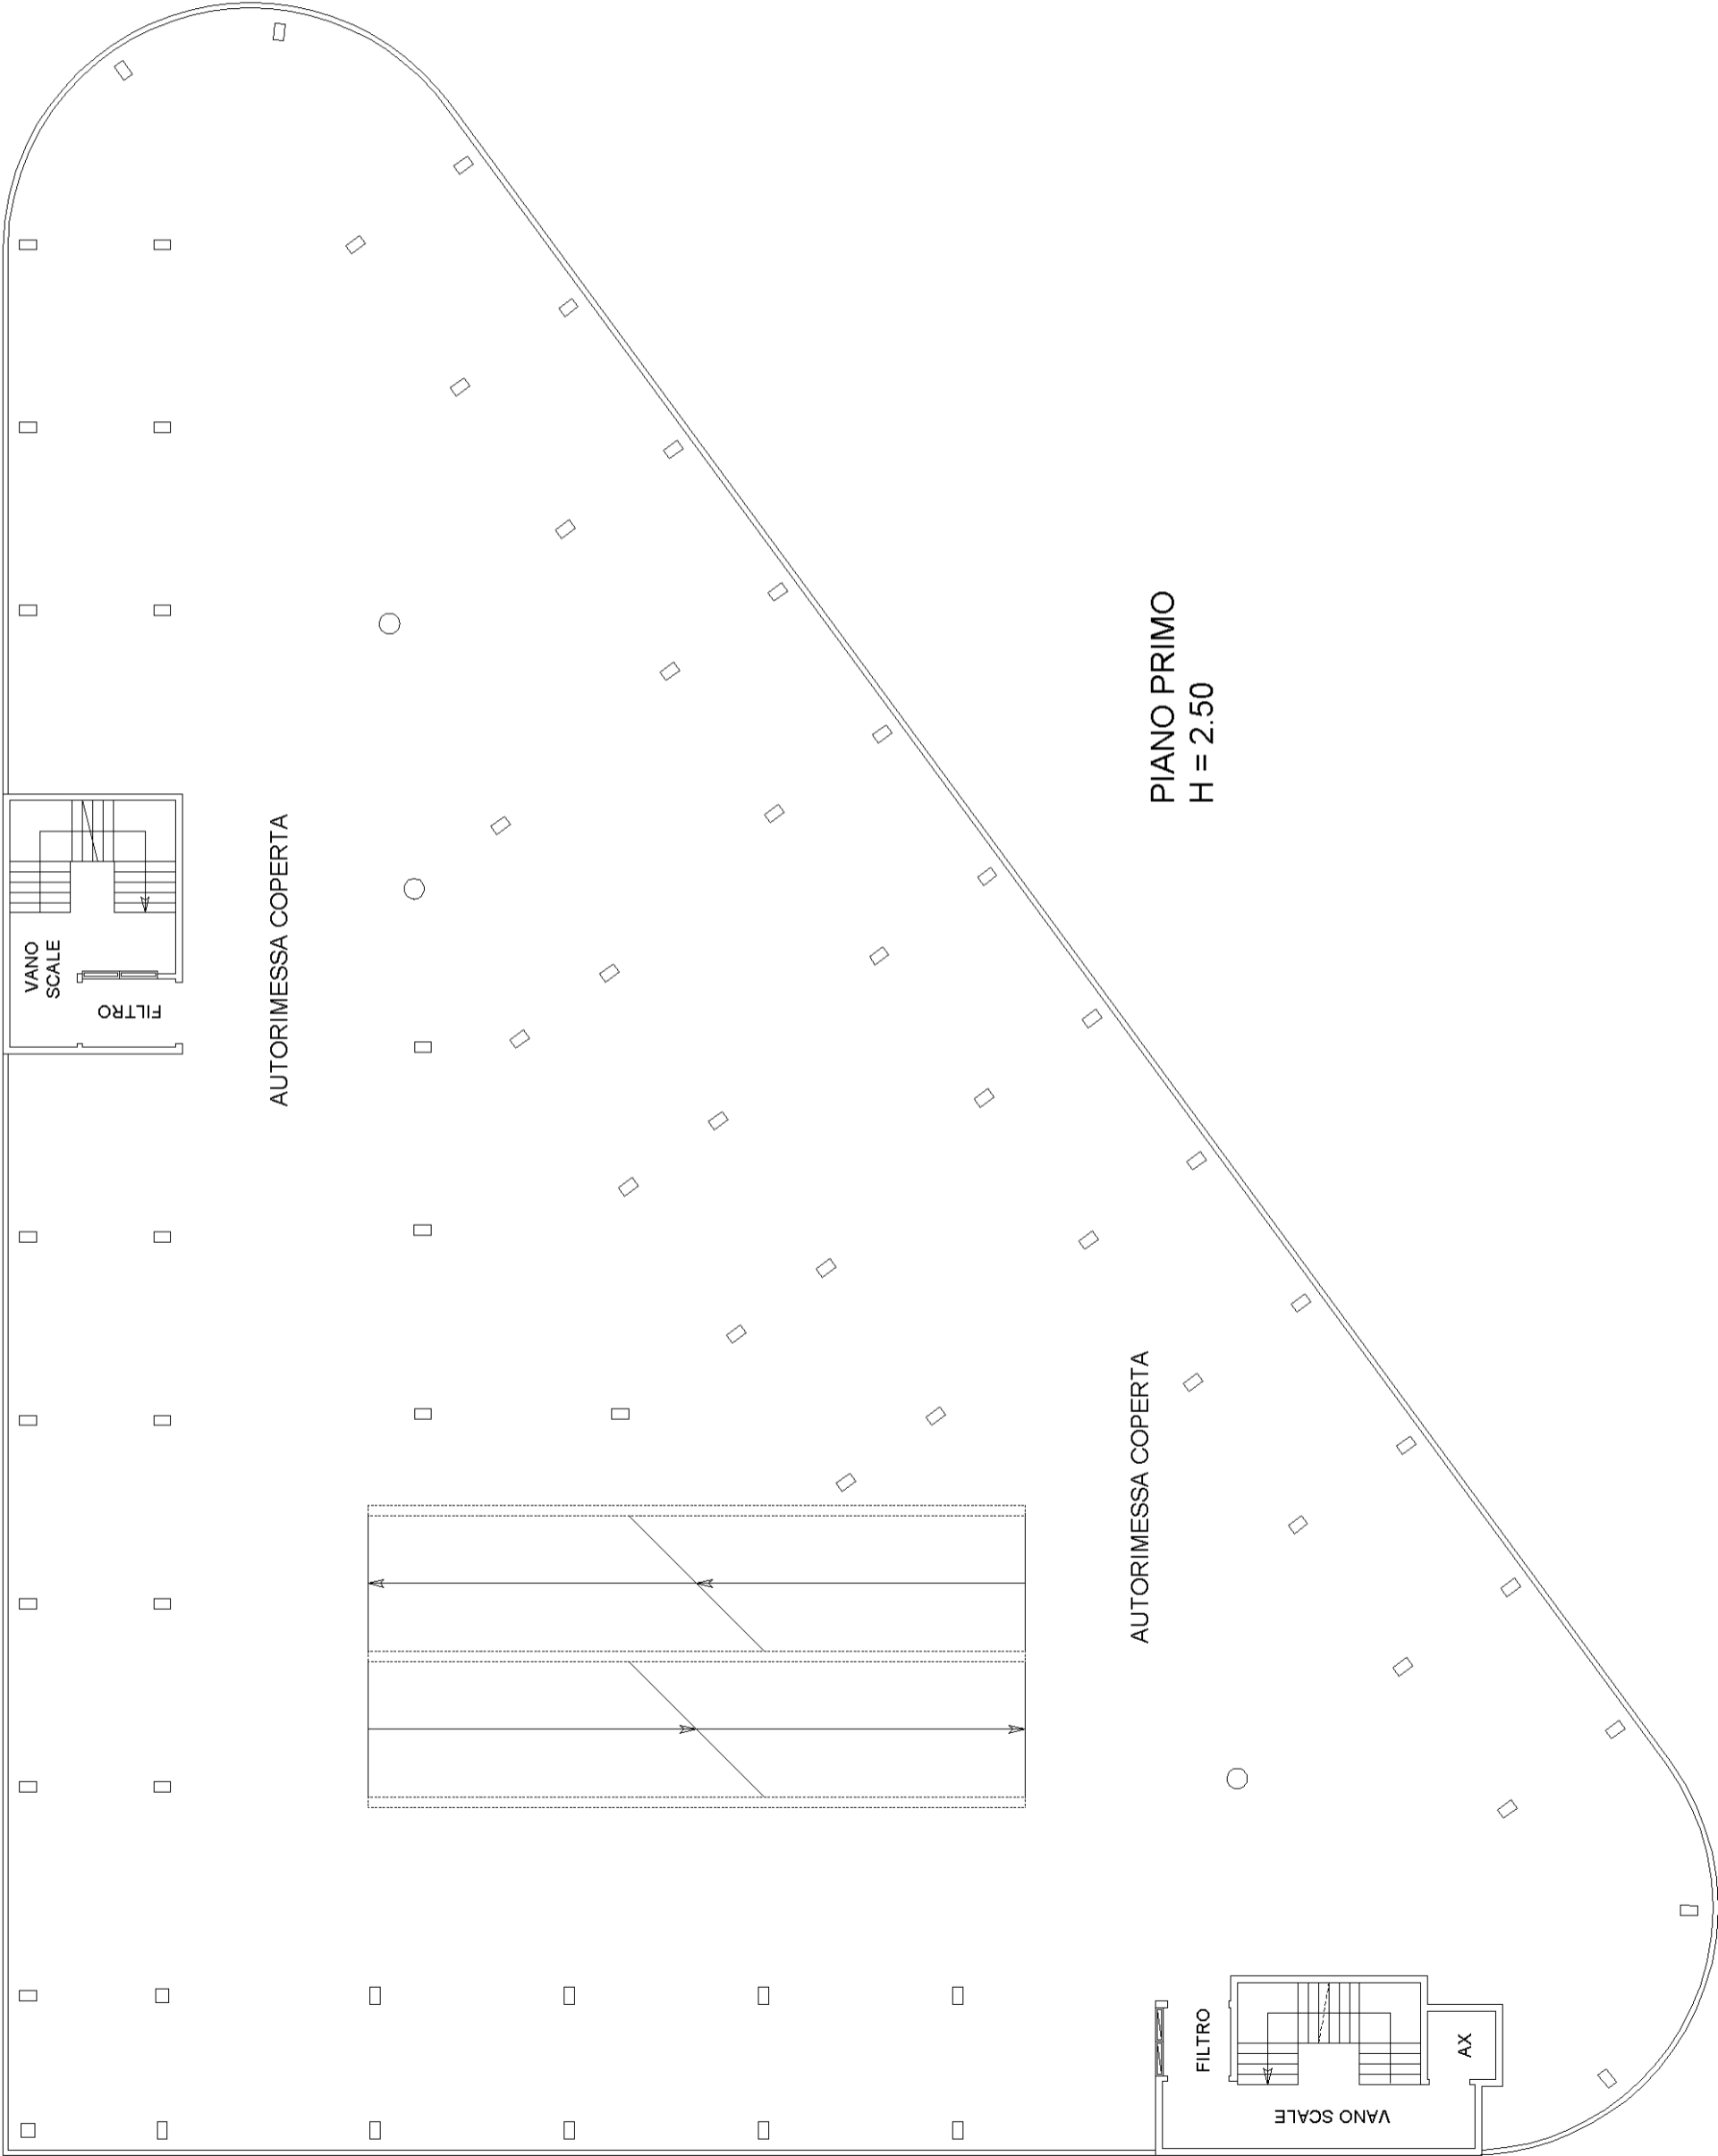 VANO
SCALE
FILTRO
AUTORIMESSA COPERTA
PIANO PRIMO
H = 2.50
AUTORIMESSA COPERTA
FILTRO
AX
VANO SCALE